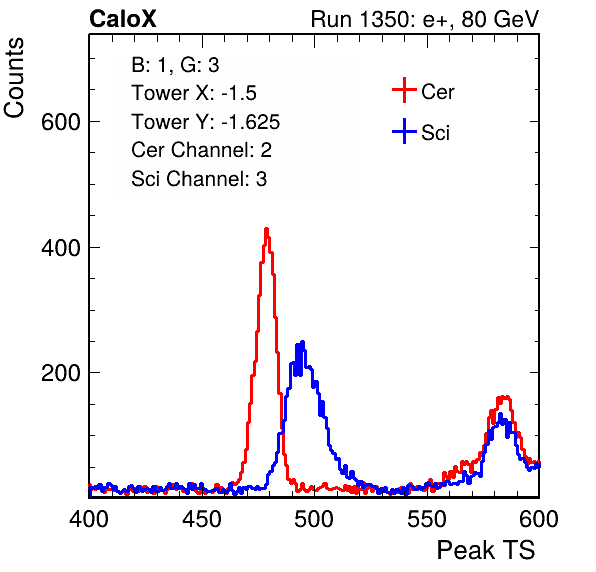 CaloX Run 1350: e+, 80 GeV
Counts
B: 1, G: 3
Tower X: -1.5
Tower Y: -1.625
Cer Channel: 2
Sci Channel: 3
Cer
Sci
600
400
200
400 450 500 550 600
Peak TS